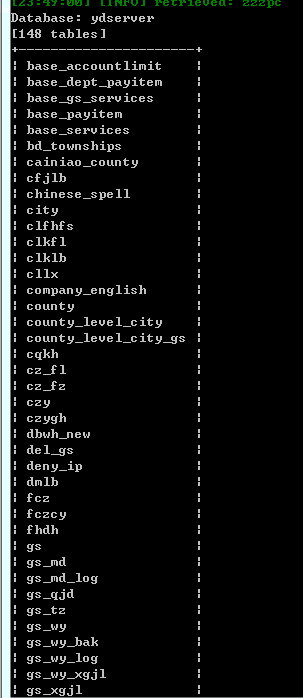 [23:49:00] [INFO] retrieved: zzzpc
Database: ydserver
[148 tables]
+----------------------+
¦ base_accountlimit ¦
¦ base_dept_payitem ¦
¦ base_gs_services ¦
¦ base_payitem ¦
¦ base_services ¦
¦ bd_townships ¦
¦ cainiao_county ¦
¦ cfjlb ¦
¦ chinese_spell ¦
¦ city ¦
¦ clfhfs ¦
¦ clkfl ¦
¦ clklb ¦
¦ cllx ¦
¦ company_english ¦
¦ county ¦
¦ county_level_city ¦
¦ county_level_city_gs ¦
¦ cqkh ¦
¦ cz_fl ¦
¦ cz_fz ¦
¦ czy ¦
¦ czygh ¦
¦ dbwh_new ¦
¦ del_gs ¦
¦ deny_ip ¦
¦ dmlb ¦
¦ fcz ¦
¦ fczcy ¦
¦ fhdh ¦
¦ gs ¦
¦ gs_md ¦
¦ gs_md_log ¦
¦ gs_qjd ¦
¦ gs_tz ¦
¦ gs_wy ¦
¦ gs_wy_bak ¦
¦ gs_wy_log ¦
¦ gs_wy_xgjl ¦
¦ gs_xgjl ¦